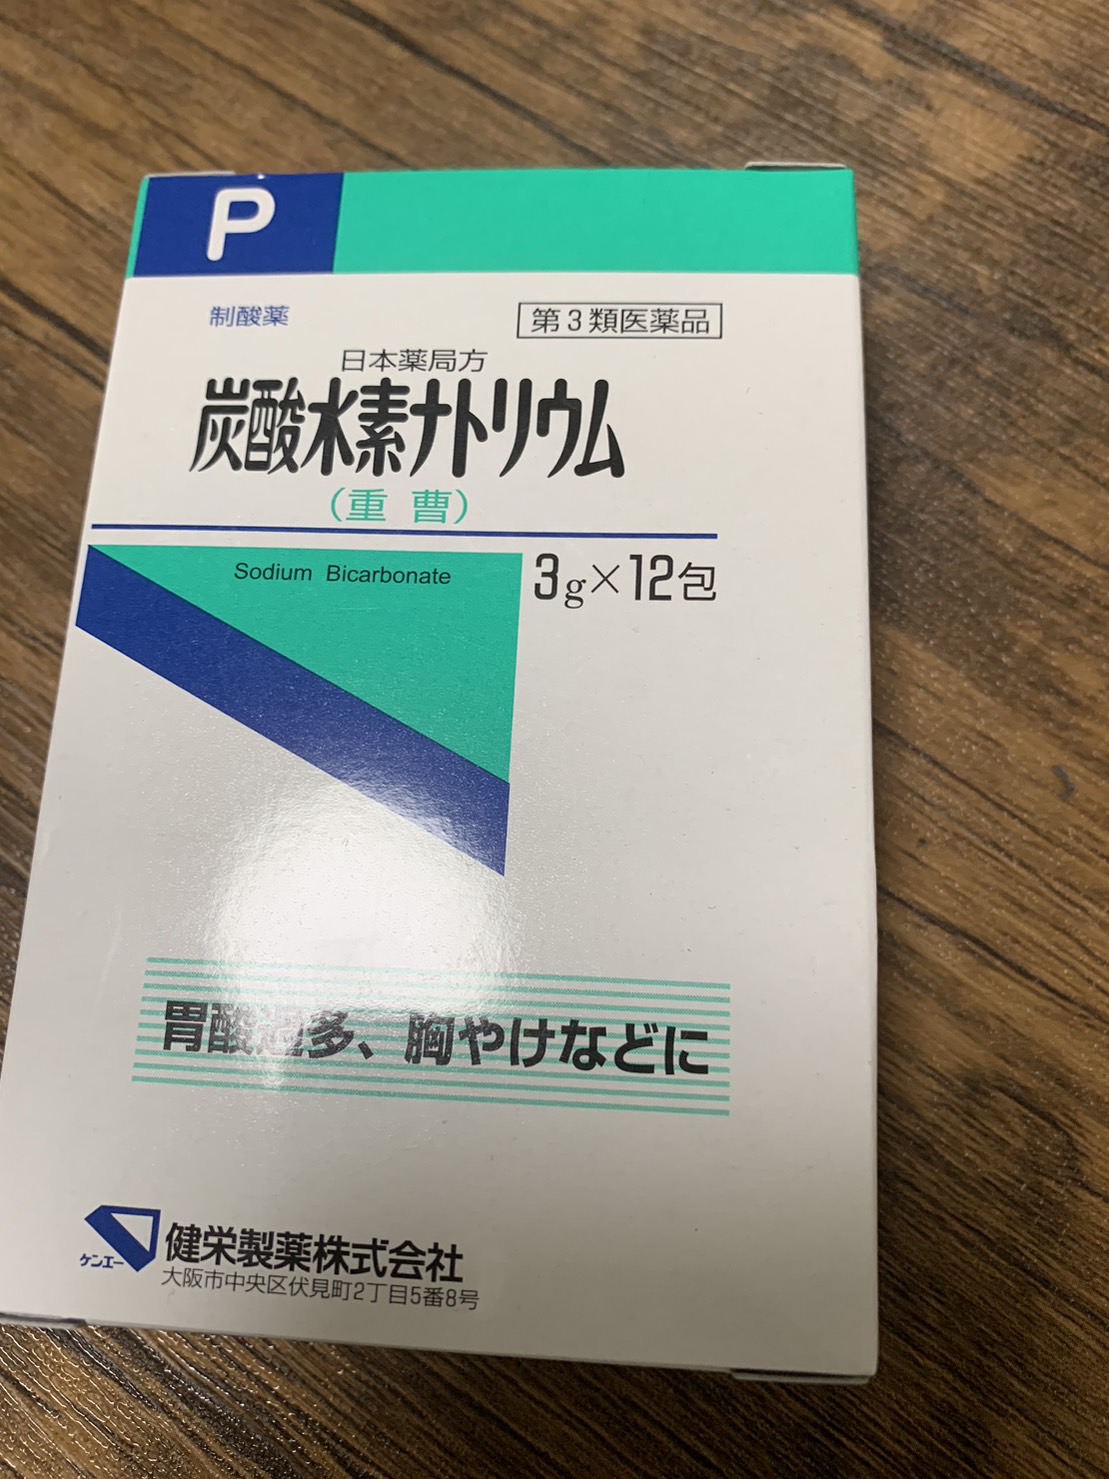 P
制酸薬
第3類医薬品
日本薬局方
炭酸水素ナトリウム
(重曹)
Sodium Bicarbonate
3g×12包
胃酸過多、胸やけなどに
ケンエー
健栄製薬株式会社
大阪市中央区伏見町2丁目5番8号